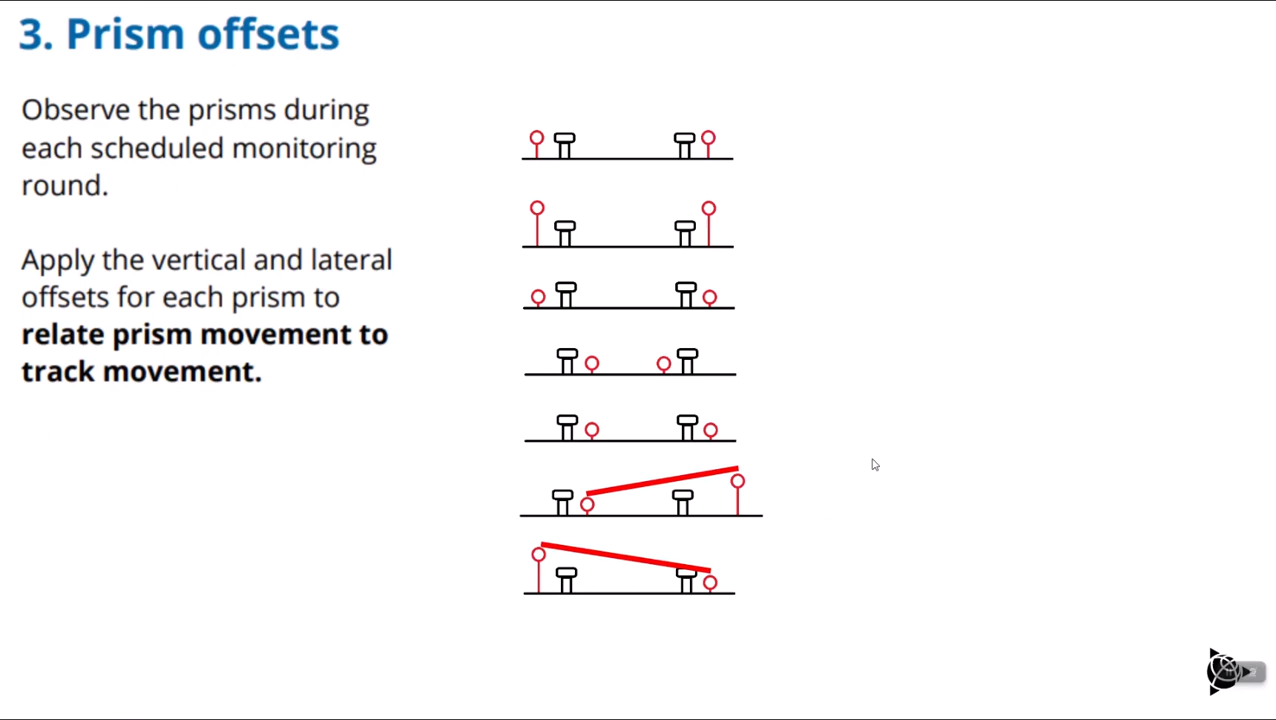 3. Prism offsets
Observe the prisms during
each scheduled monitoring
round.
Apply the vertical and lateral
offsets for each prism to
relate prism movement to
track movement.